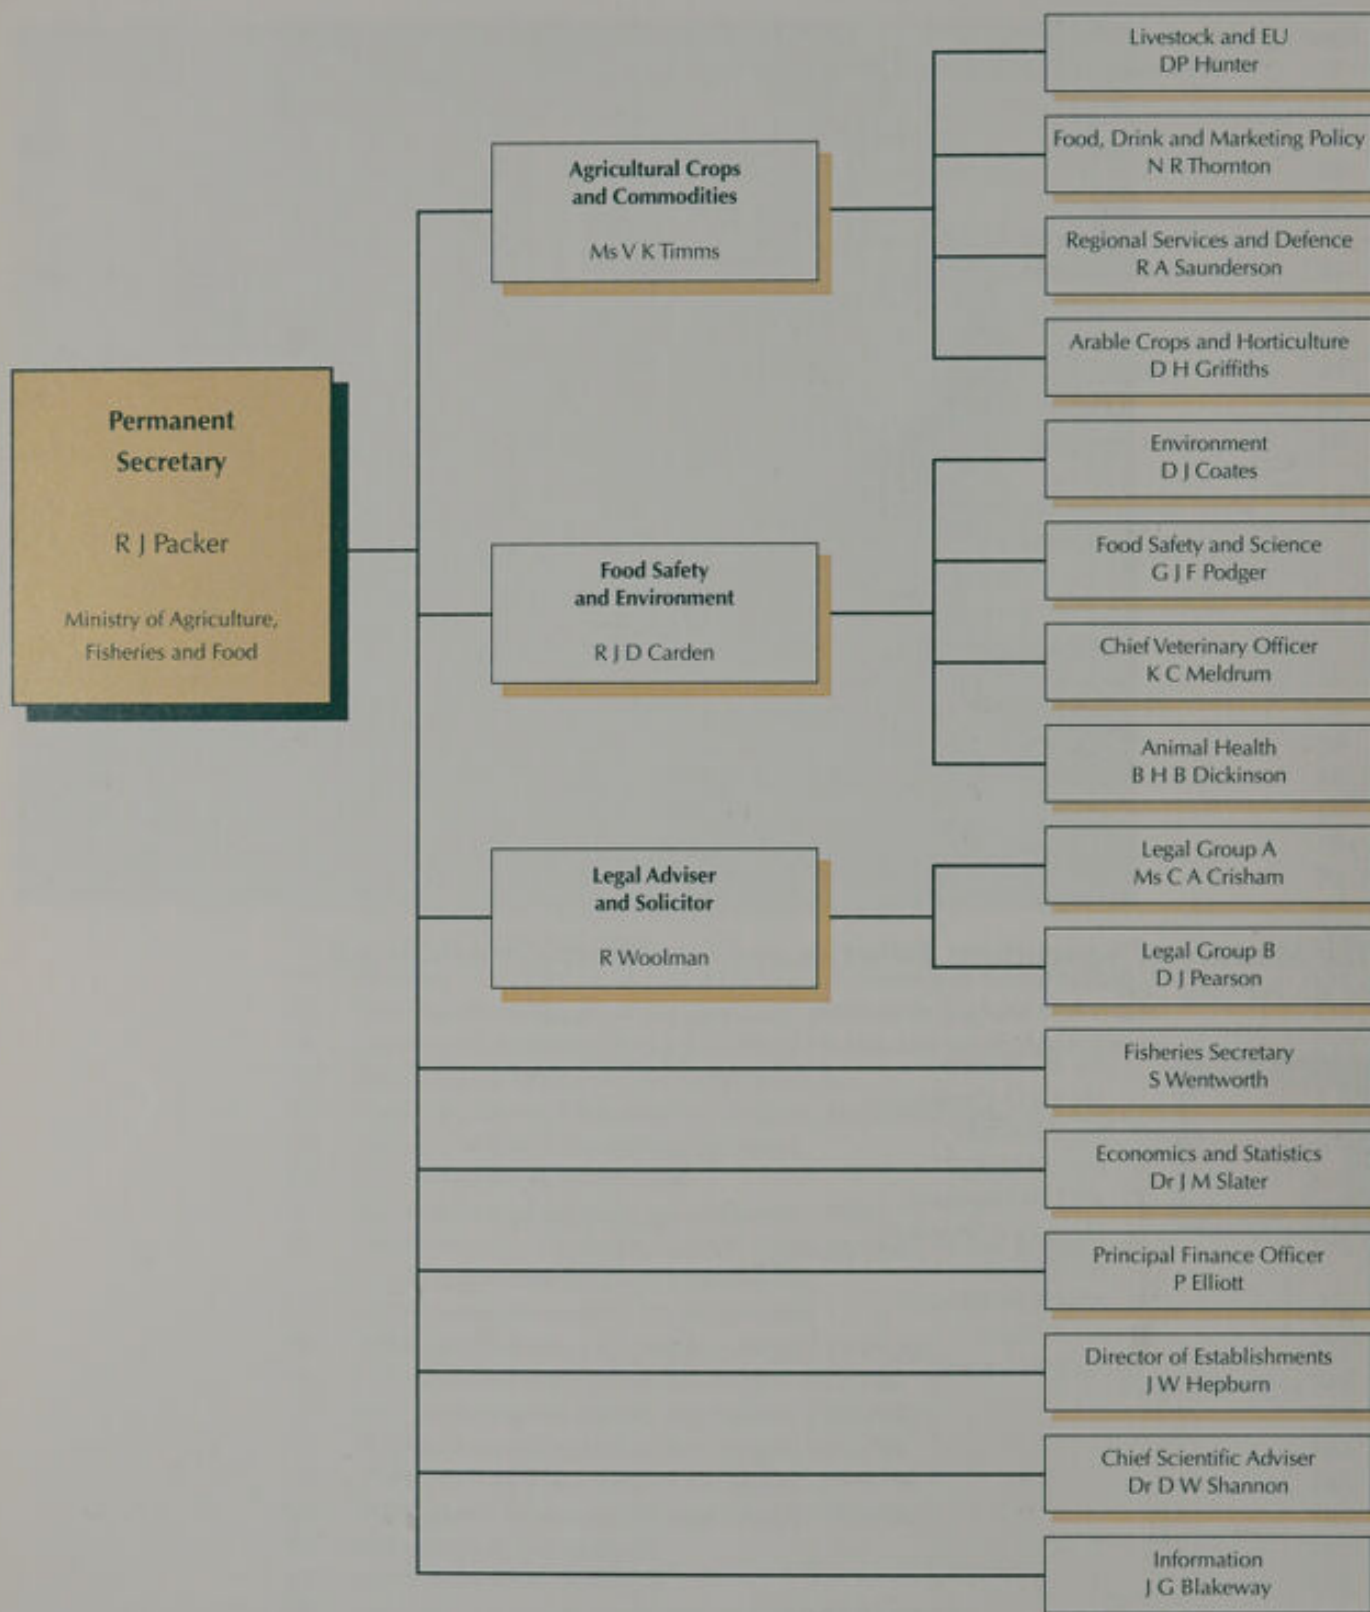 Permanent
Secretary
R J Packer
Ministry of Agriculture,
Fisheries and Food
Agricultural Crops
and Commodities
Ms V K Timms
Food Safety
and Environment
R J D Carden
Legal Adviser
and Solicitor
R Woolman
Livestock and EU
DP Hunter
Food, Drink and Marketing Policy
N R Thornton
Regional Services and Defence
R A Saunderson
Arable Crops and Horticulture
D H Griffiths
Environment
D J Coates
Food Safety and Science
G J F Podger
Chief Veterinary Officer
K C Meldrum
Animal Health
B H B Dickinson
Legal Group A
Ms C A Crisham
Legal Group B
D J Pearson
Fisheries Secretary
S Wentworth
Economics and Statistics
Dr J M Slater
Principal Finance Officer
P Elliott
Director of Establishments
J W Hepburn
Chief Scientific Adviser
Dr D W Shannon
Information
J G Blakeway